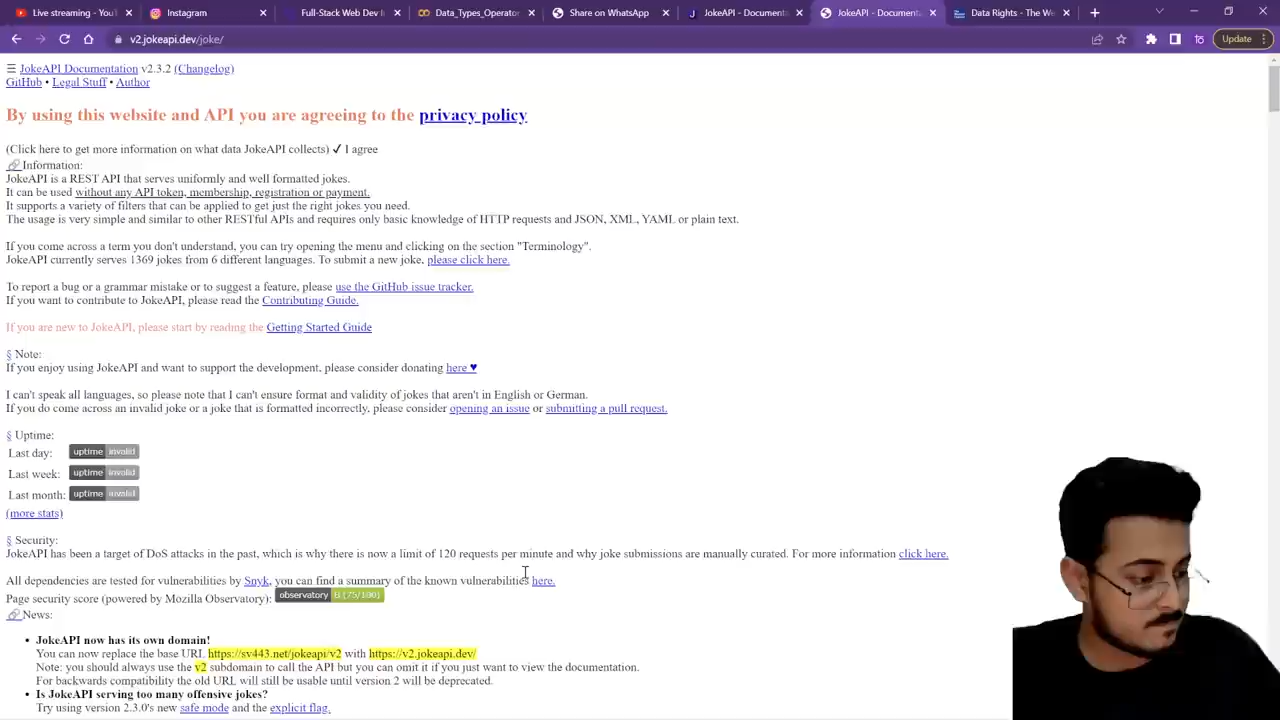 Live streaming - YouTube
Instagram
Full-Stack Web Dev
Data_Types_Operator
Share on WhatsApp
JokeAPI - Document
JokeAPI - Documenta
Data Rights - The We
v2.jokeapi.dev/joke/
Update
☰ JokeAPI Documentation v2.3.2 (Changelog)
GitHub • Legal Stuff • Author
By using this website and API you are agreeing to the privacy policy
(Click here to get more information on what data JokeAPI collects) ✓ I agree
Information:
JokeAPI is a REST API that serves uniformly and well formatted jokes.
It can be used without any API token, membership, registration or payment.
It supports a variety of filters that can be applied to get just the right jokes you need.
The usage is very simple and similar to other RESTful APIs and requires only basic knowledge of HTTP requests and JSON, XML, YAML or plain text.
If you come across a term you don't understand, you can try opening the menu and clicking on the section "Terminology".
JokeAPI currently serves 1369 jokes from 6 different languages. To submit a new joke, please click here.
To report a bug or a grammar mistake or to suggest a feature, please use the GitHub issue tracker.
If you want to contribute to JokeAPI, please read the Contributing Guide.
If you are new to JokeAPI, please start by reading the Getting Started Guide
§ Note:
If you enjoy using JokeAPI and want to support the development, please consider donating here ♥
I can't speak all languages, so please note that I can't ensure format and validity of jokes that aren't in English or German.
If you do come across an invalid joke or a joke that is formatted incorrectly, please consider opening an issue or submitting a pull request.
§ Uptime:
Last day: uptime invalid
Last week: uptime invalid
Last month: uptime invalid
(more stats)
§ Security:
JokeAPI has been a target of DoS attacks in the past, which is why there is now a limit of 120 requests per minute and why joke submissions are manually curated. For more information click here.
All dependencies are tested for vulnerabilities by Snyk, you can find a summary of the known vulnerabilities here.
Page security score (powered by Mozilla Observatory): observatory B (75/100)
News:
• JokeAPI now has its own domain!
You can now replace the base URL https://sv443.net/jokeapi/v2 with https://v2.jokeapi.dev/
Note: you should always use the v2 subdomain to call the API but you can omit it if you just want to view the documentation.
For backwards compatibility the old URL will still be usable until version 2 will be deprecated.
• Is JokeAPI serving too many offensive jokes?
Try using version 2.3.0's new safe mode and the explicit flag.